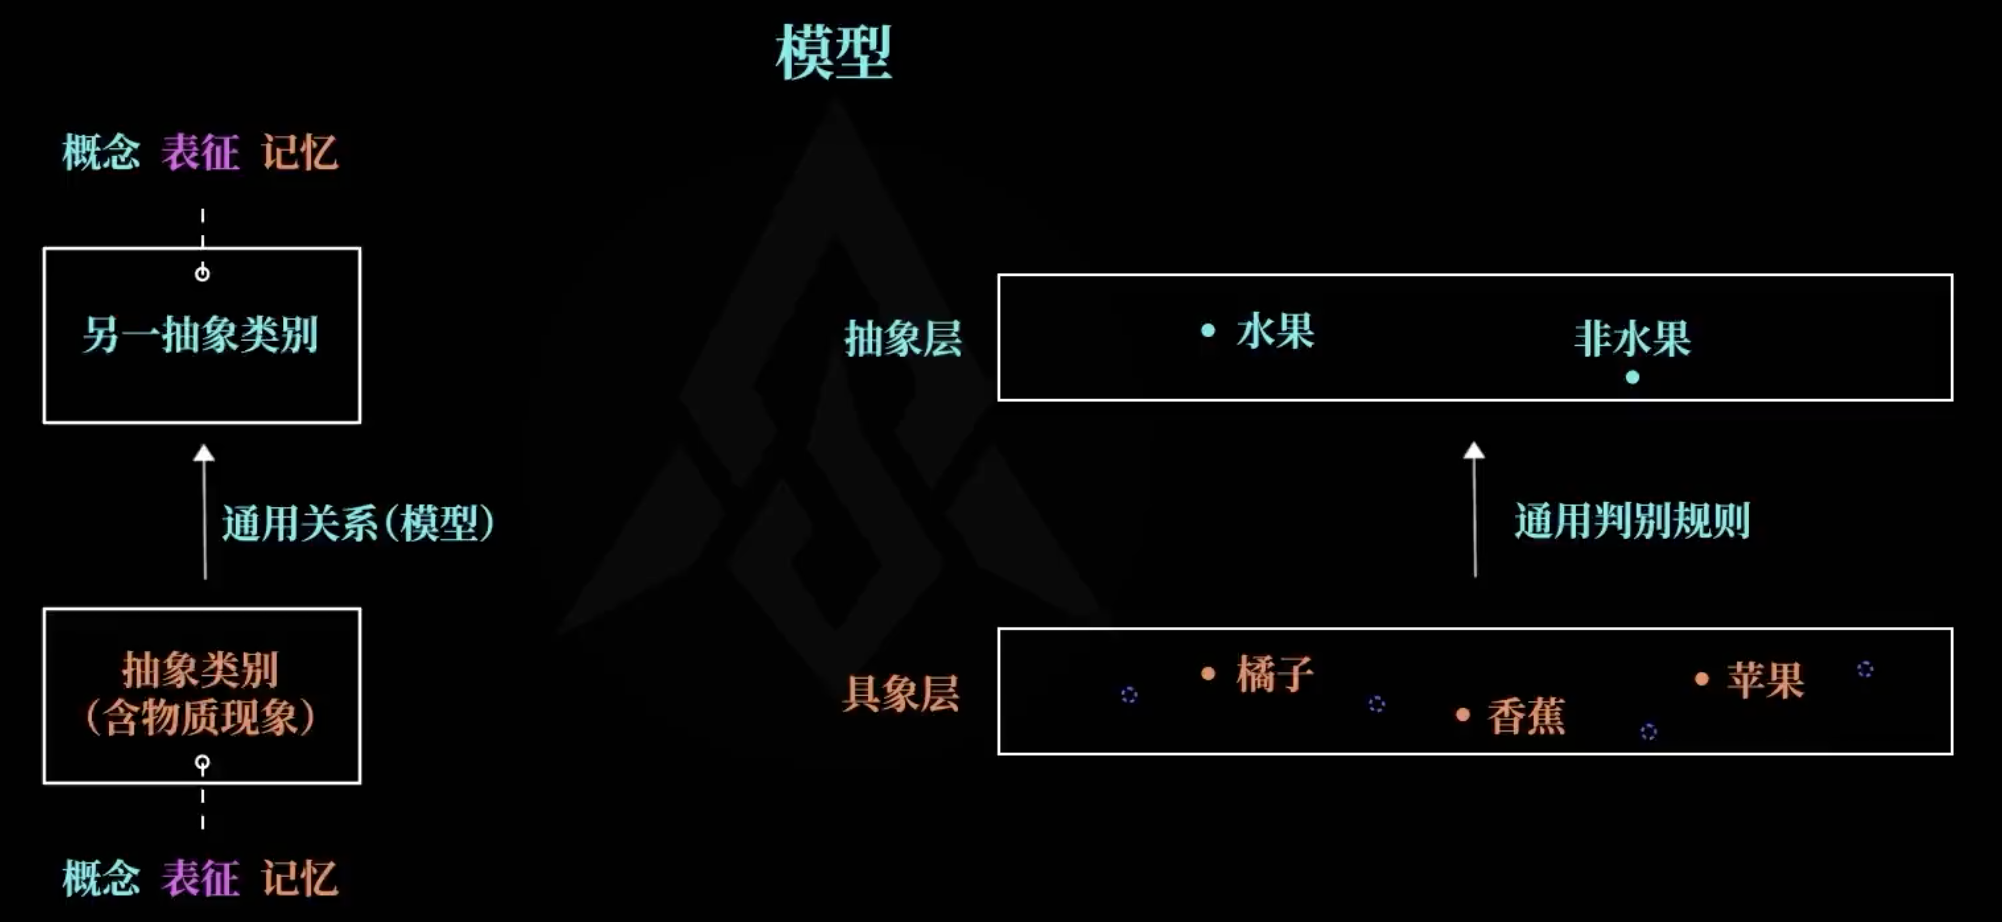 模型
概念 表征 记忆
另一抽象类别
通用关系(模型)
抽象类别
(含物质现象)
概念 表征 记忆
抽象层
水果
非水果
通用判别规则
具象层
橘子
香蕉
苹果